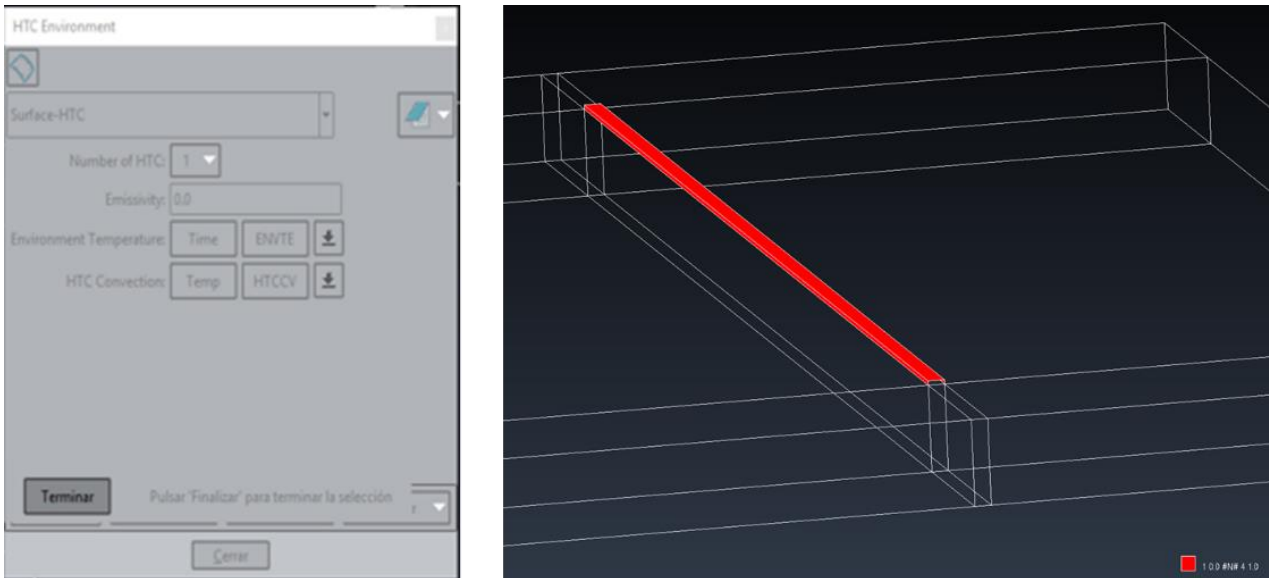 HTC Environment
Surface-HTC
Number of HTC: 1
Emissivity: 0.0
Environment Temperature: Time ENVTE
HTC Convection: Temp HTCCV
Terminar Pulsar 'Finalizar' para terminar la selección
Cerrar
1 0.0 #N# 4 1.0